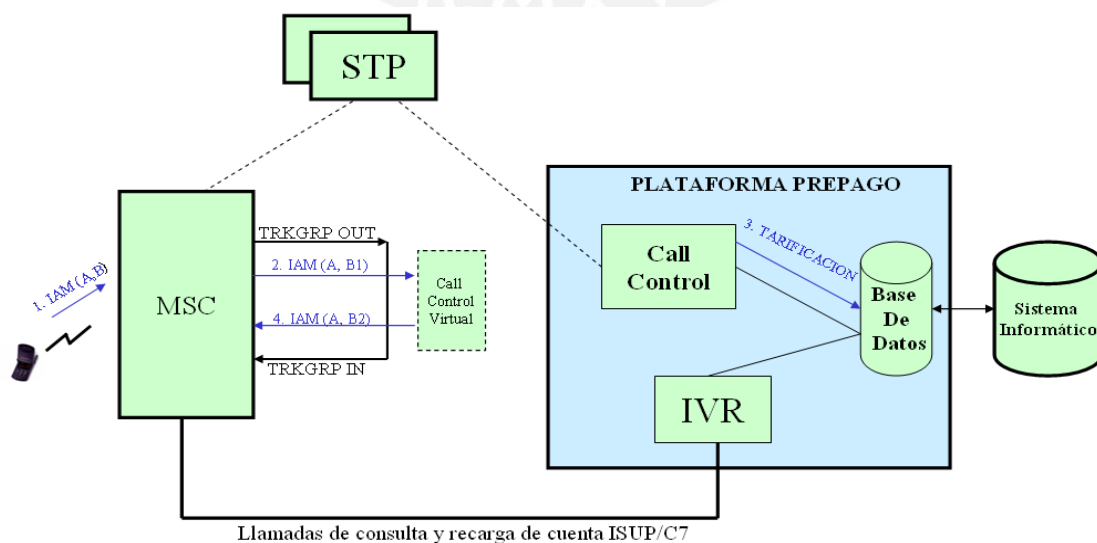 STP
PLATAFORMA PREPAGO
1. IAM (A,B)
MSC
TRKGRP OUT
2. IAM (A, B1)
4. IAM (A, B2)
TRKGRP IN
Call
Control
Virtual
Call
Control
3. TARIFICACION
Base
De
Datos
Sistema
Informático
IVR
Llamadas de consulta y recarga de cuenta ISUP/C7